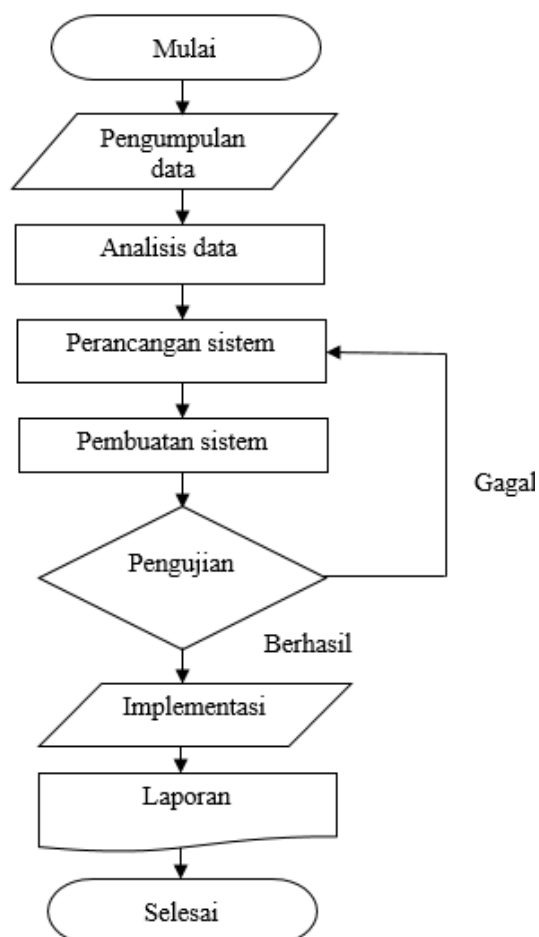 Mulai
Pengumpulan
data
Analisis data
Perancangan sistem
Pembuatan sistem
Gagal
Pengujian
Berhasil
Implementasi
Laporan
Selesai